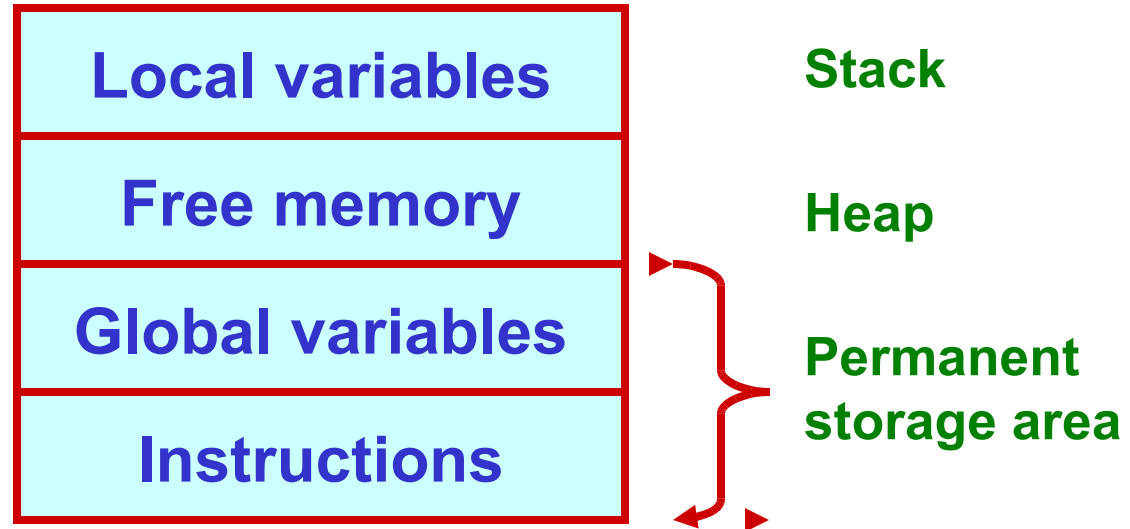 Local variables
Stack
Free memory
Heap
Global variables
Permanent
storage area
Instructions